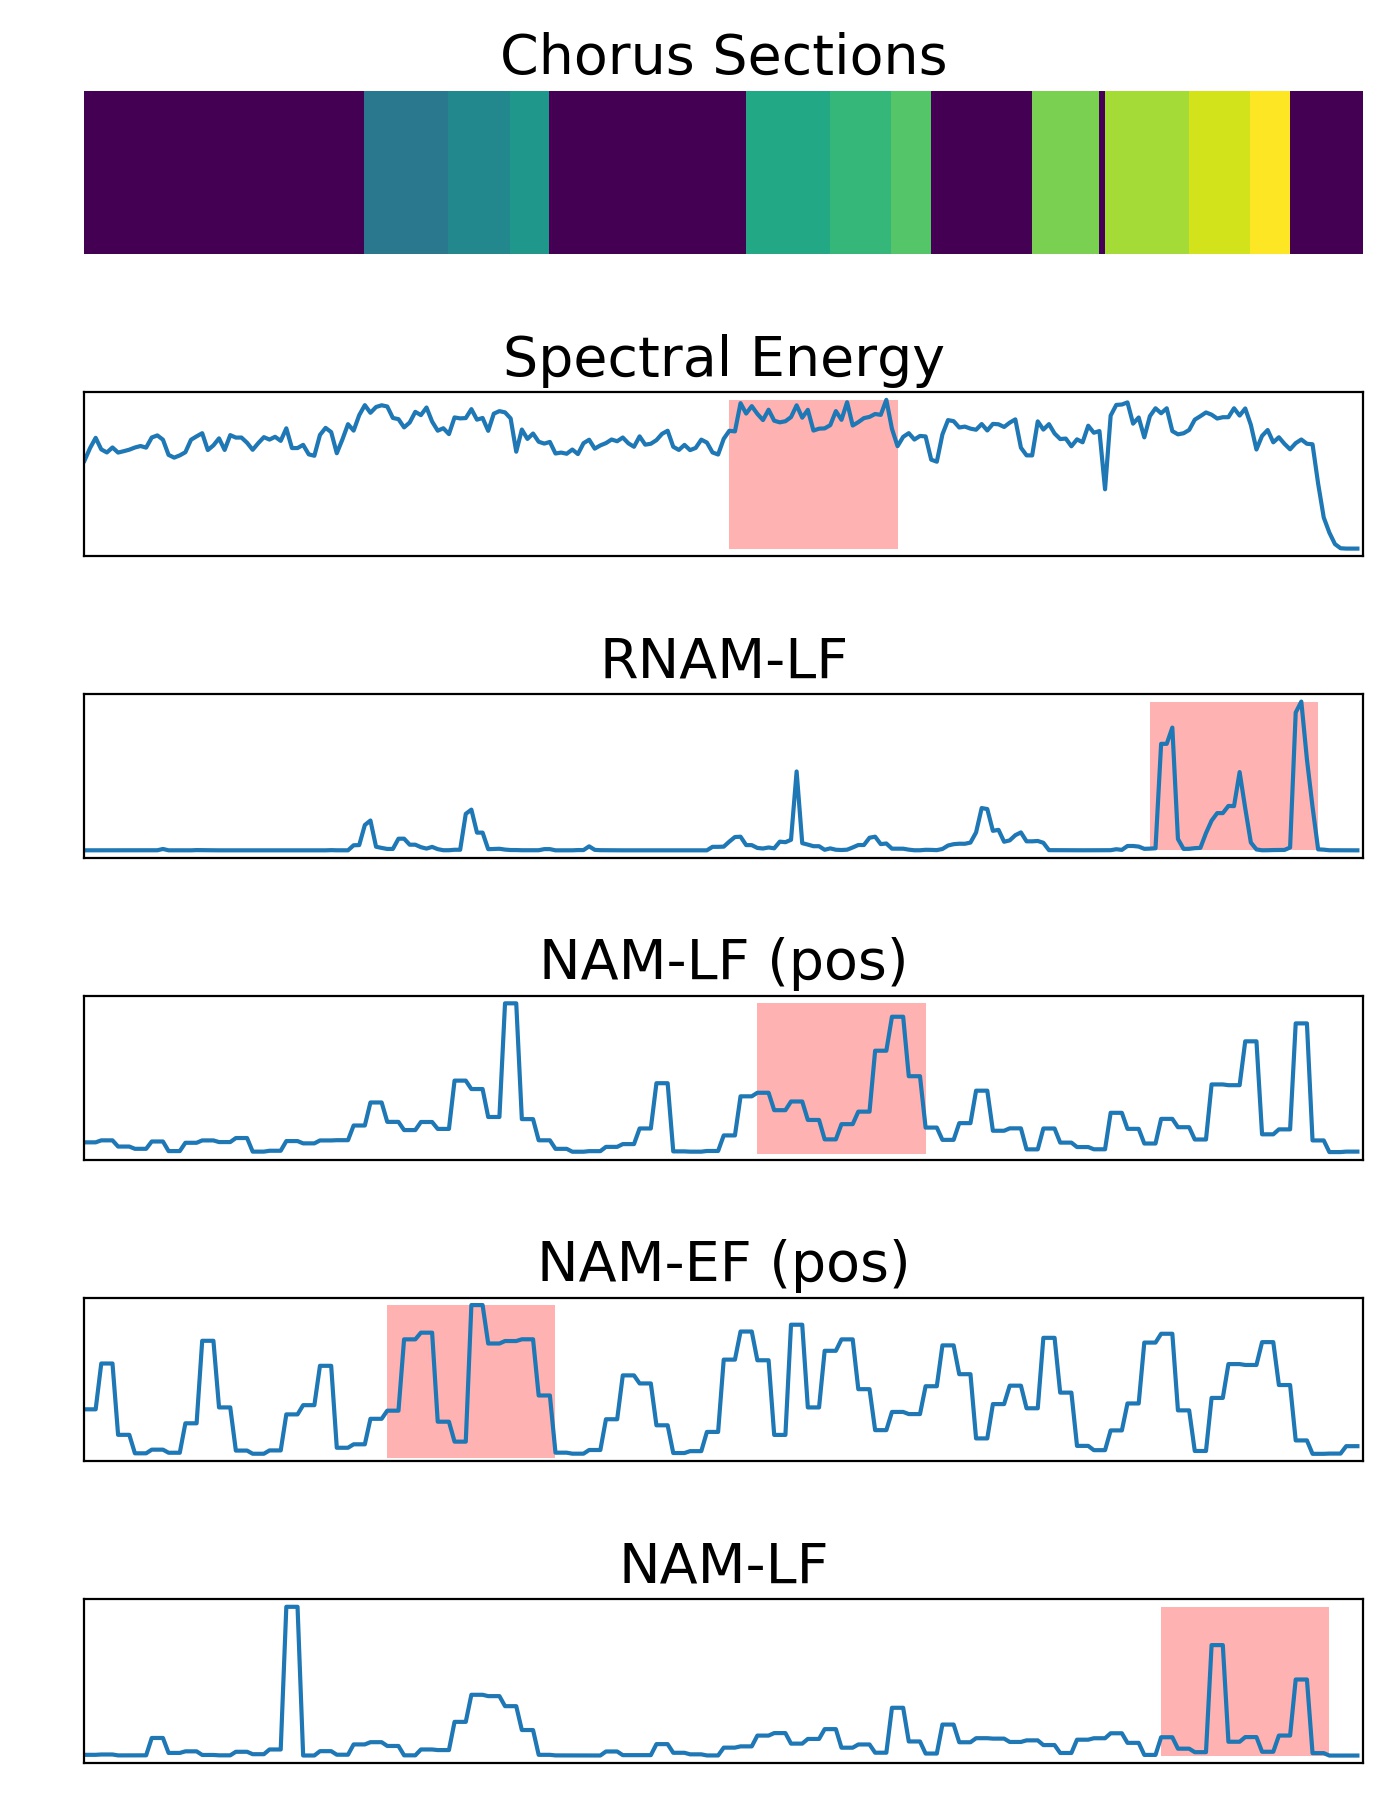 Chorus Sections
Spectral Energy
RNAM-LF
NAM-LF (pos)
NAM-EF (pos)
NAM-LF